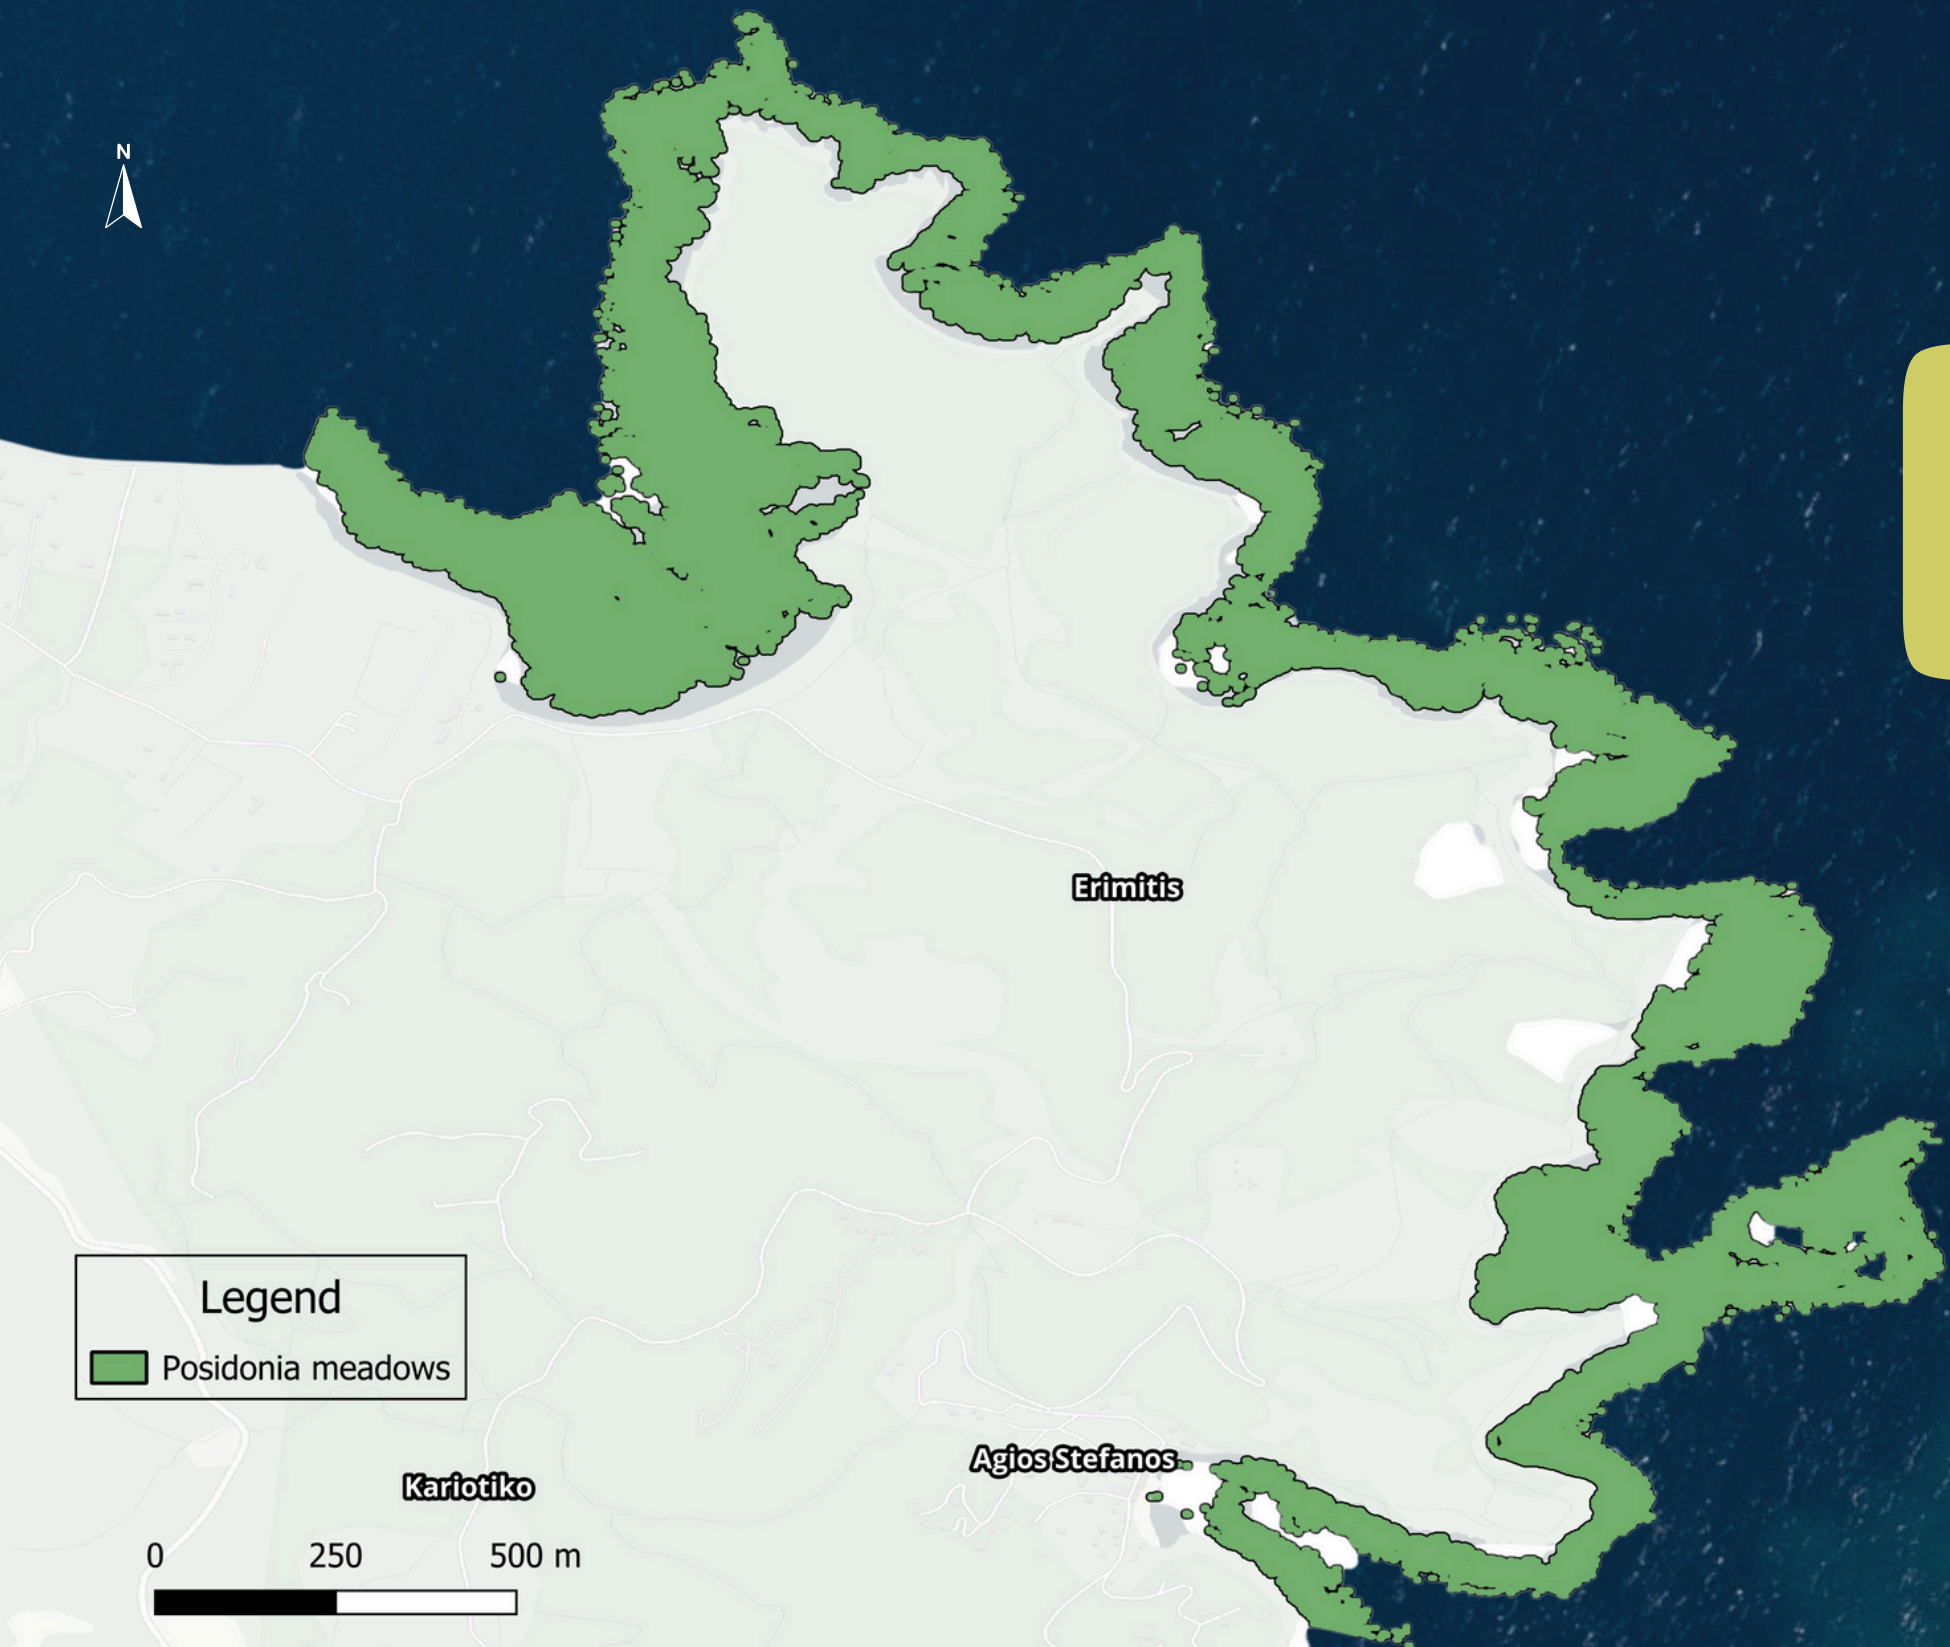 N
Erimitis
Legend
Posidonia meadows
Agios Stefanos
Kariotiko
0 250 500 m